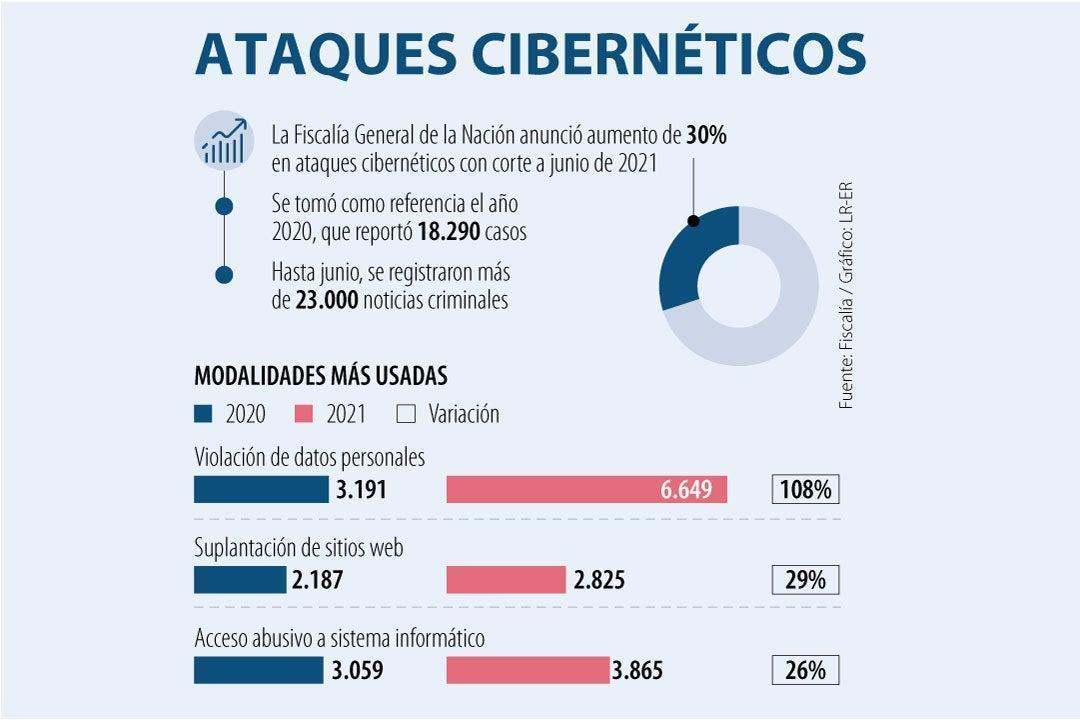 ATAQUES CIBERNÉTICOS
La Fiscalía General de la Nación anunció aumento de 30%
en ataques cibernéticos con corte a junio de 2021
Se tomó como referencia el año
2020, que reportó 18.290 casos
Hasta junio, se registraron más
de 23.000 noticias criminales
Fuente: Fiscalía / Gráfico: LR-ER
MODALIDADES MÁS USADAS
2020 2021 Variación
Violación de datos personales
3.191 6.649 108%
Suplantación de sitios web
2.187 2.825 29%
Acceso abusivo a sistema informático
3.059 3.865 26%